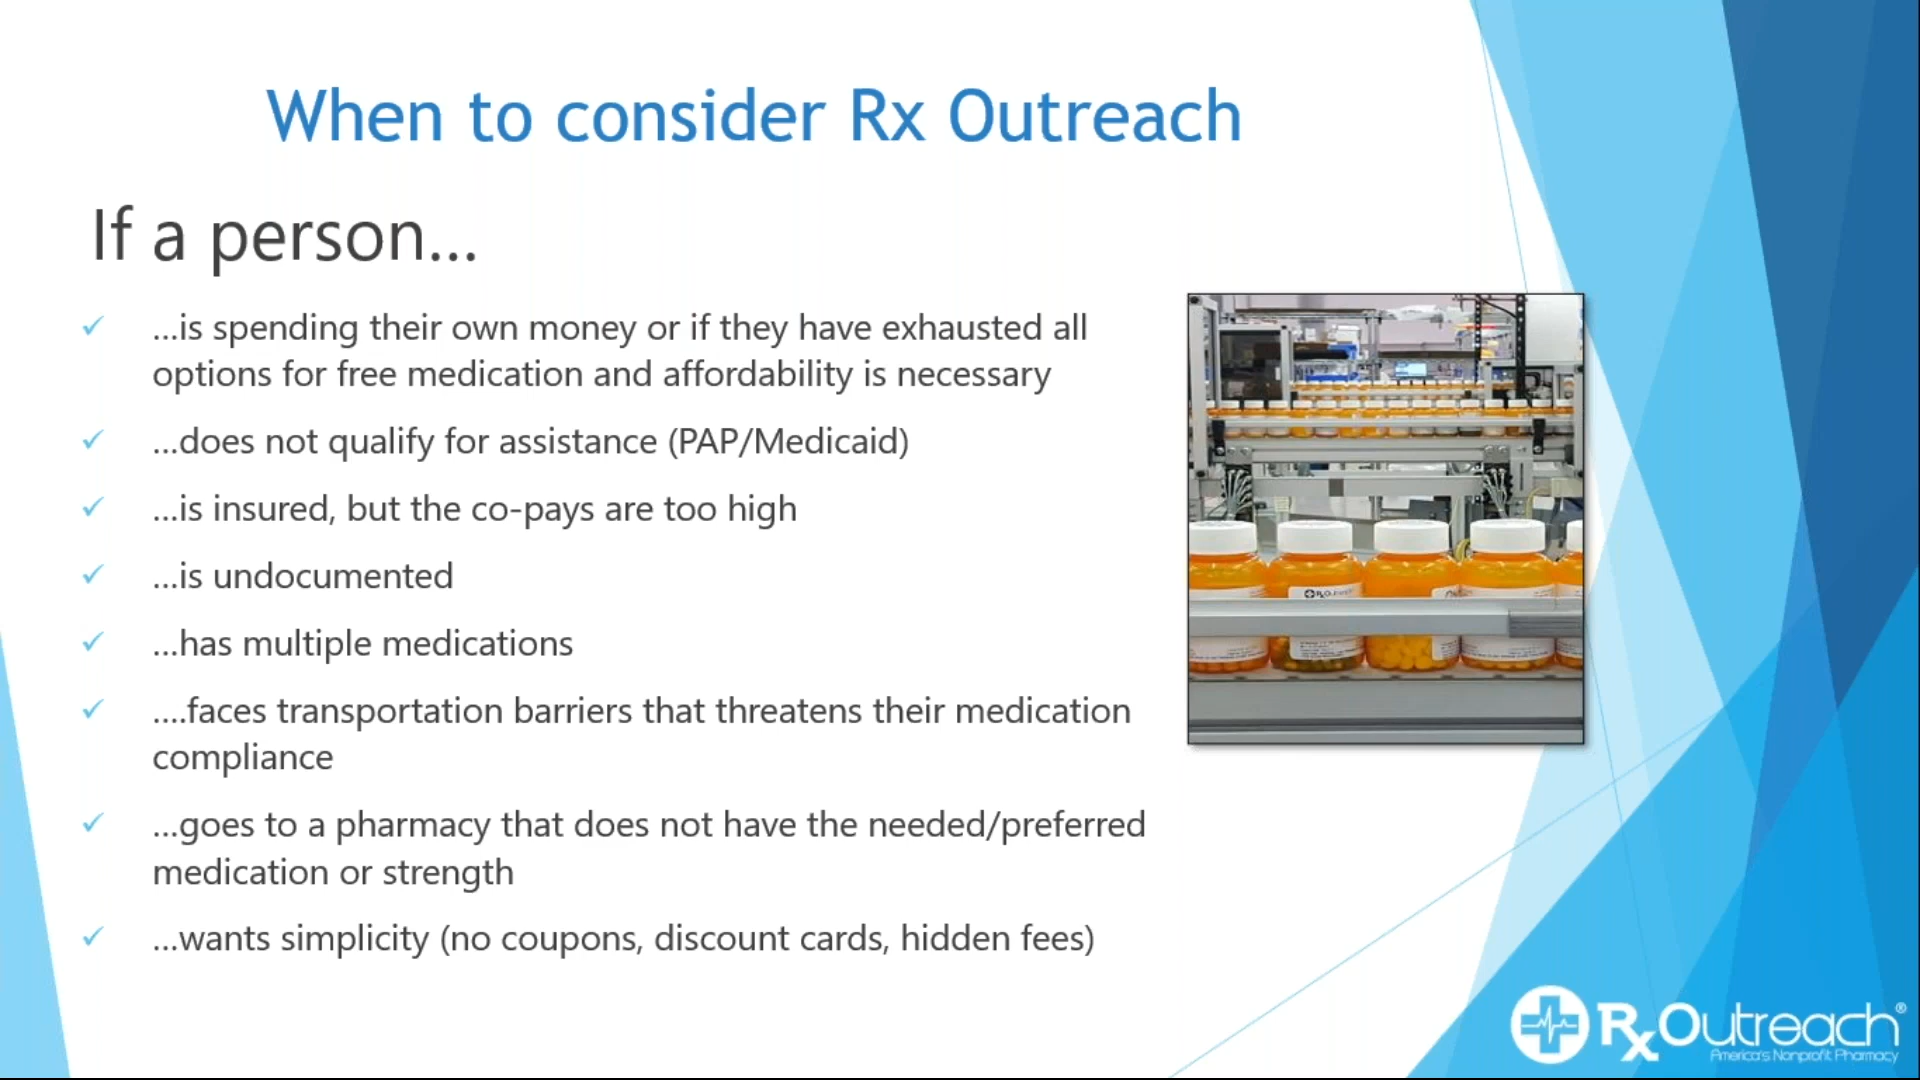 When to consider Rx Outreach
If a person...
...is spending their own money or if they have exhausted all
options for free medication and affordability is necessary
...does not qualify for assistance (PAP/Medicaid)
...is insured, but the co-pays are too high
...is undocumented
...has multiple medications
....faces transportation barriers that threatens their medication
compliance
...goes to a pharmacy that does not have the needed/preferred
medication or strength
...wants simplicity (no coupons, discount cards, hidden fees)
RxOutreach®
America's Nonprofit Pharmacy